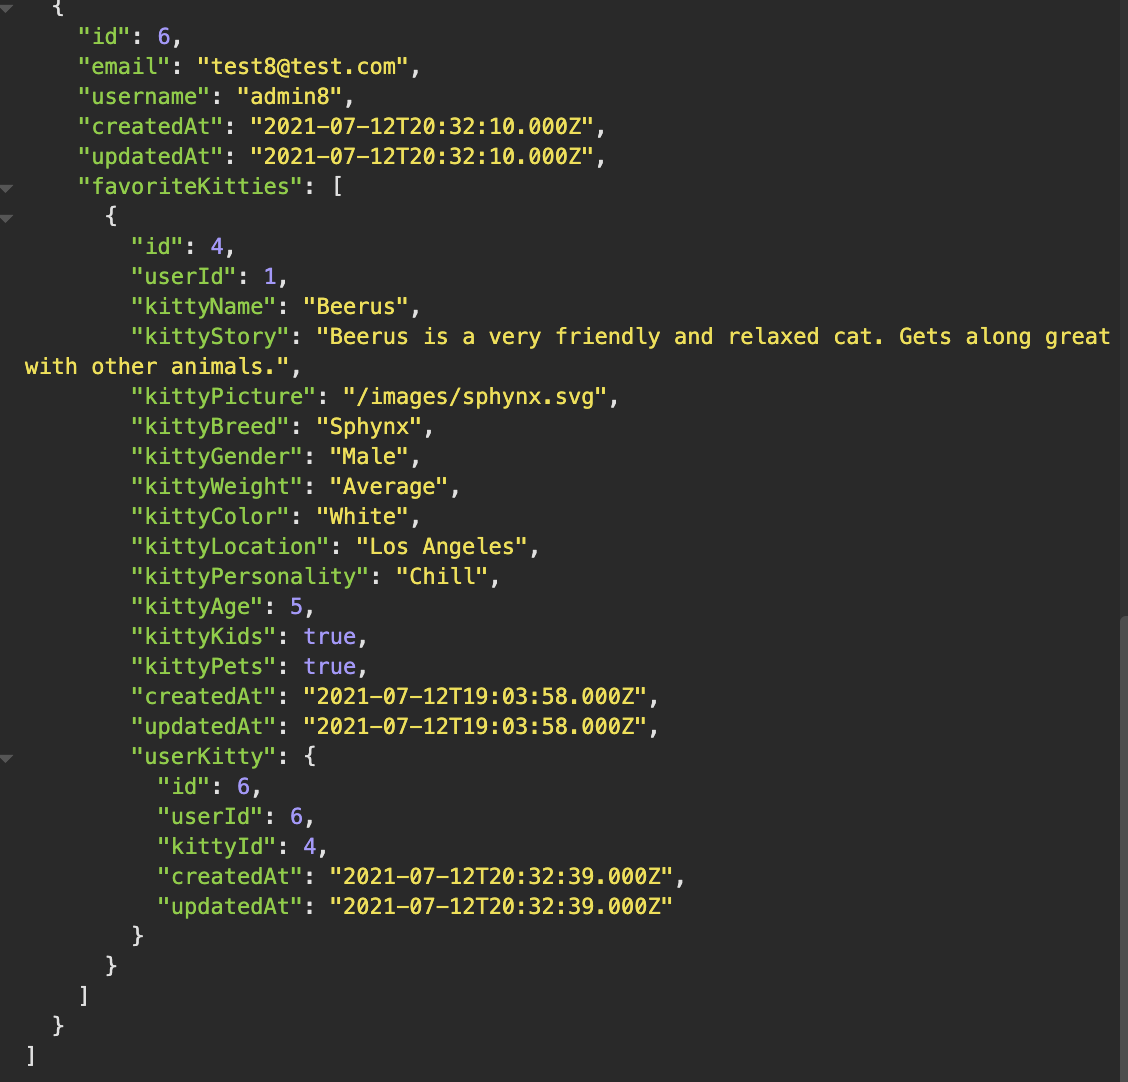 {
"id": 6,
"email": "test8@test.com",
"username": "admin8",
"createdAt": "2021-07-12T20:32:10.000Z",
"updatedAt": "2021-07-12T20:32:10.000Z",
"favoriteKitties": [
{
"id": 4,
"userId": 1,
"kittyName": "Beerus",
"kittyStory": "Beerus is a very friendly and relaxed cat. Gets along great
with other animals.",
"kittyPicture": "/images/sphynx.svg",
"kittyBreed": "Sphynx",
"kittyGender": "Male",
"kittyWeight": "Average",
"kittyColor": "White",
"kittyLocation": "Los Angeles",
"kittyPersonality": "Chill",
"kittyAge": 5,
"kittyKids": true,
"kittyPets": true,
"createdAt": "2021-07-12T19:03:58.000Z",
"updatedAt": "2021-07-12T19:03:58.000Z",
"userKitty": {
"id": 6,
"userId": 6,
"kittyId": 4,
"createdAt": "2021-07-12T20:32:39.000Z",
"updatedAt": "2021-07-12T20:32:39.000Z"
}
}
]
}
]